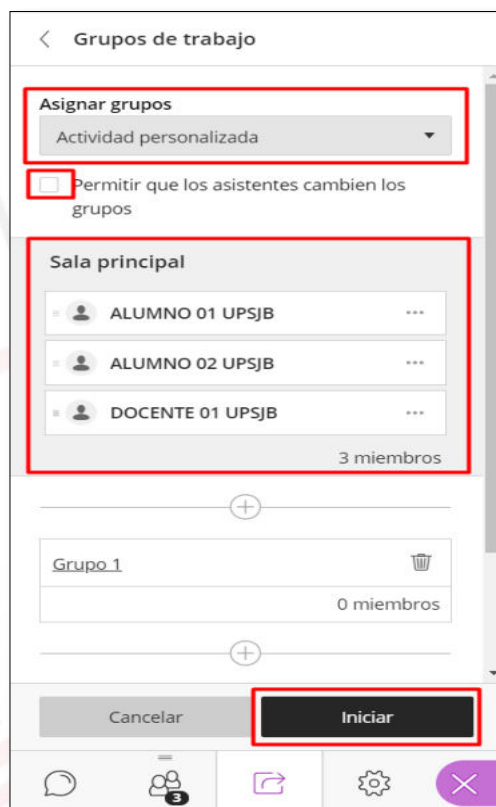 Grupos de trabajo
Asignar grupos
Actividad personalizada
Permitir que los asistentes cambien los
grupos
Sala principal
ALUMNO 01 UPSJB
ALUMNO 02 UPSJB
DOCENTE 01 UPSJB
3 miembros
Grupo 1
0 miembros
Cancelar
Iniciar
3